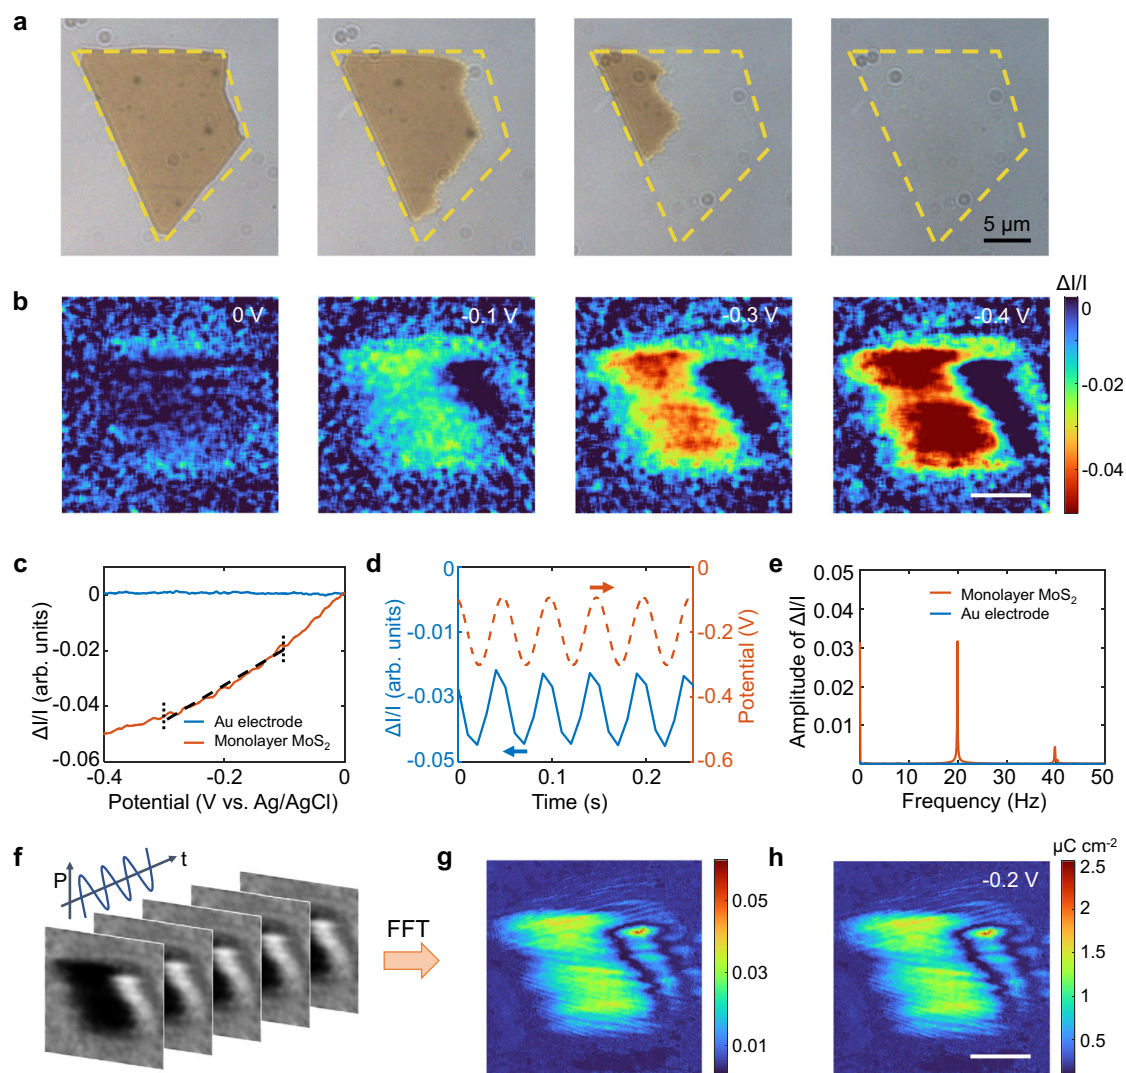 a
5 μm
b
0 V
-0.1 V
-0.3 V
-0.4 V
ΔI/I
0
-0.02
-0.04
c
ΔI/I (arb. units)
0
-0.02
-0.04
-0.06
Au electrode
Monolayer MoS2
-0.4
-0.2
0
Potential (V vs. Ag/AgCl)
d
ΔI/I (arb. units)
0
-0.01
-0.03
-0.05
0
-0.2
-0.4
-0.6
Potential (V)
0
0.1
0.2
Time (s)
e
Amplitude of ΔI/I
0.05
0.04
0.03
0.02
0.01
Monolayer MoS2
Au electrode
0
10
20
30
40
50
Frequency (Hz)
f
P
t
FFT
g
0.05
0.03
0.01
h
-0.2 V
μC cm-2
2.5
2
1.5
1
0.5